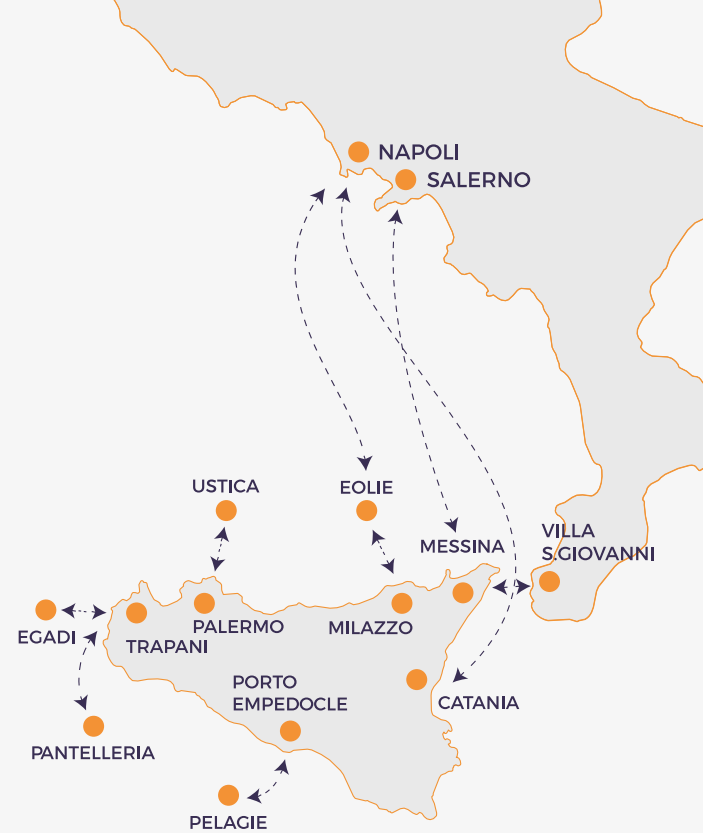 NAPOLI
SALERNO
USTICA
EOLIE
VILLA
S.GIOVANNI
MESSINA
EGADI
TRAPANI
PALERMO
MILAZZO
PORTO
EMPEDOCLE
CATANIA
PANTELLERIA
PELAGIE